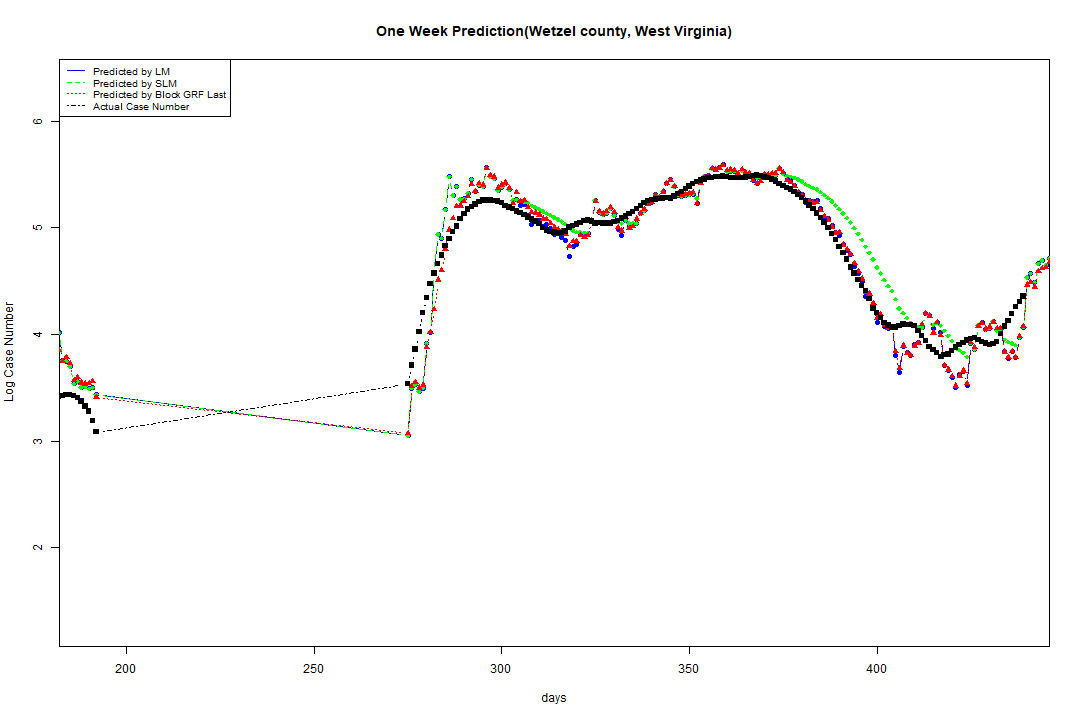 One Week Prediction(Wetzel county, West Virginia)
Predicted by LM
Predicted by SLM
Predicted by Block GRF Last
Actual Case Number
6
5
4
3
2
Log Case Number
200 250 300 350 400
days